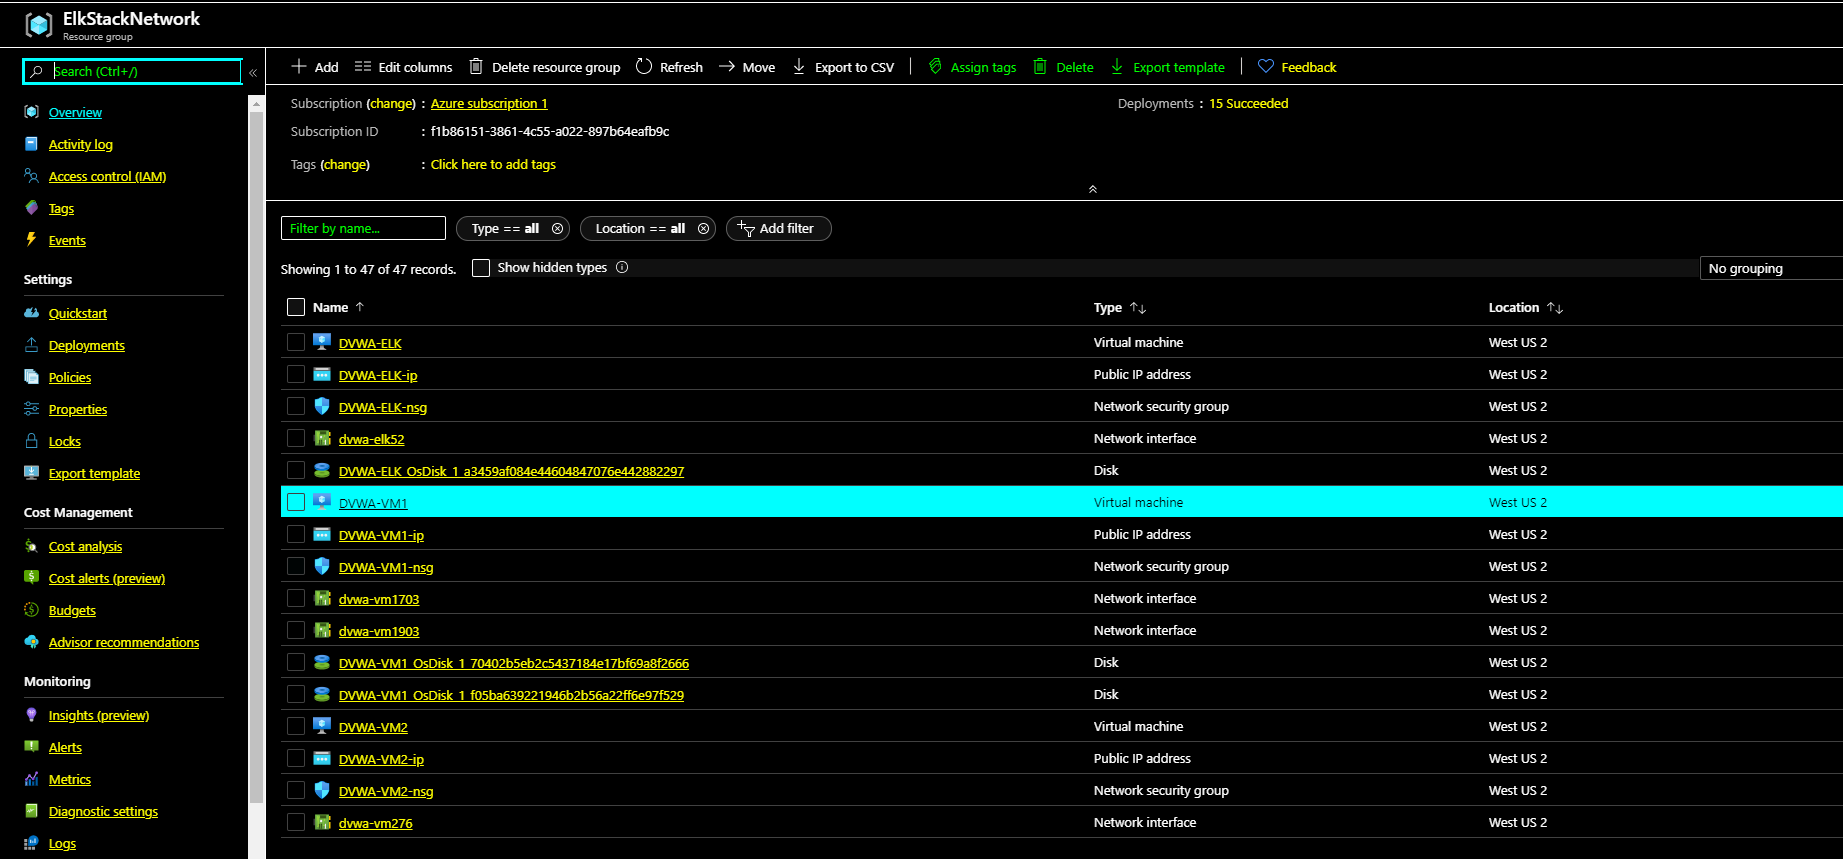 ElkStackNetwork
Resource group
Search (Ctrl+/)
«
Overview
Activity log
Access control (IAM)
Tags
Events
Settings
Quickstart
Deployments
Policies
Properties
Locks
Export template
Cost Management
Cost analysis
Cost alerts (preview)
Budgets
Advisor recommendations
Monitoring
Insights (preview)
Alerts
Metrics
Diagnostic settings
Logs
Add Edit columns Delete resource group Refresh Move Export to CSV Assign tags Delete Export template Feedback
Subscription (change) : Azure subscription 1 Deployments : 15 Succeeded
Subscription ID : f1b86151-3861-4c55-a022-897b64eafb9c
Tags (change) : Click here to add tags
Filter by name... Type == all Location == all Add filter
Showing 1 to 47 of 47 records. Show hidden types No grouping
Name ↑ Type ↑↓ Location ↑↓
DVWA-ELK Virtual machine West US 2
DVWA-ELK-ip Public IP address West US 2
DVWA-ELK-nsg Network security group West US 2
dvwa-elk52 Network interface West US 2
DVWA-ELK_OsDisk_1_a3459af084e44604847076e442882297 Disk West US 2
DVWA-VM1 Virtual machine West US 2
DVWA-VM1-ip Public IP address West US 2
DVWA-VM1-nsg Network security group West US 2
dvwa-vm1703 Network interface West US 2
dvwa-vm1903 Network interface West US 2
DVWA-VM1_OsDisk_1_70402b5eb2c5437184e17bf69a8f2666 Disk West US 2
DVWA-VM1_OsDisk_1_f05ba639221946b2b56a22ff6e97f529 Disk West US 2
DVWA-VM2 Virtual machine West US 2
DVWA-VM2-ip Public IP address West US 2
DVWA-VM2-nsg Network security group West US 2
dvwa-vm276 Network interface West US 2